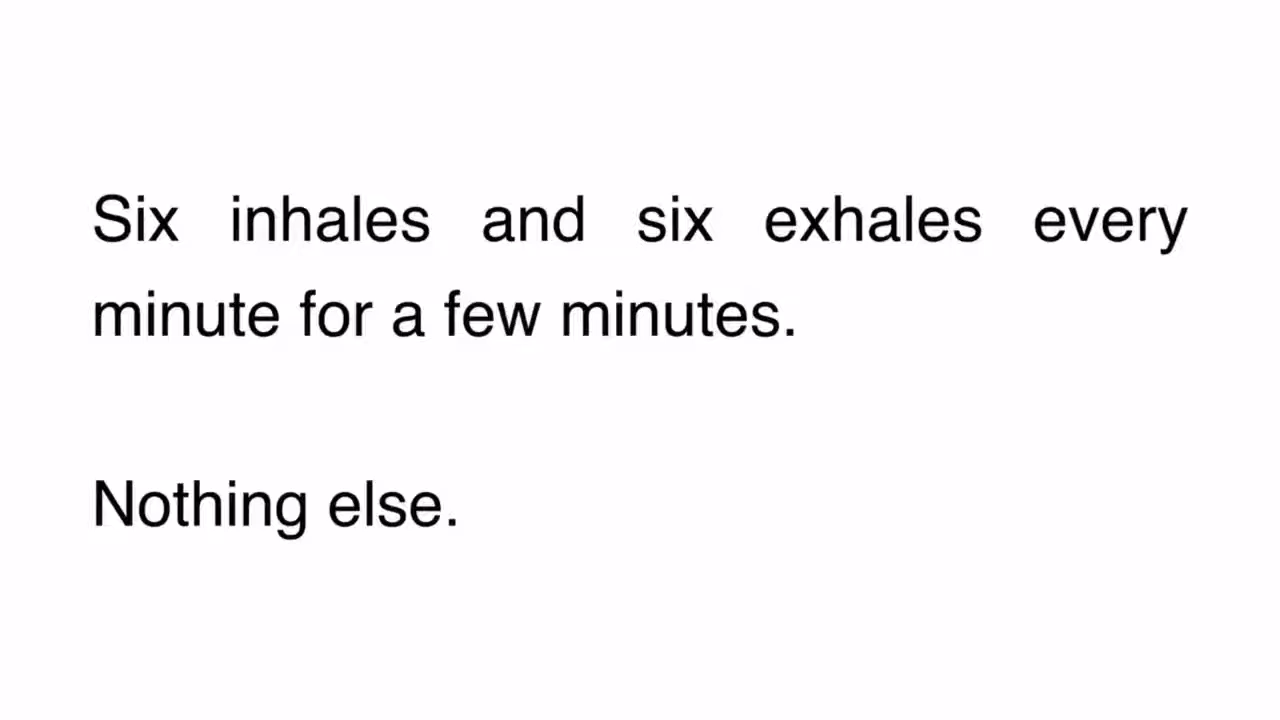 Six inhales and six exhales every
minute for a few minutes.
Nothing else.